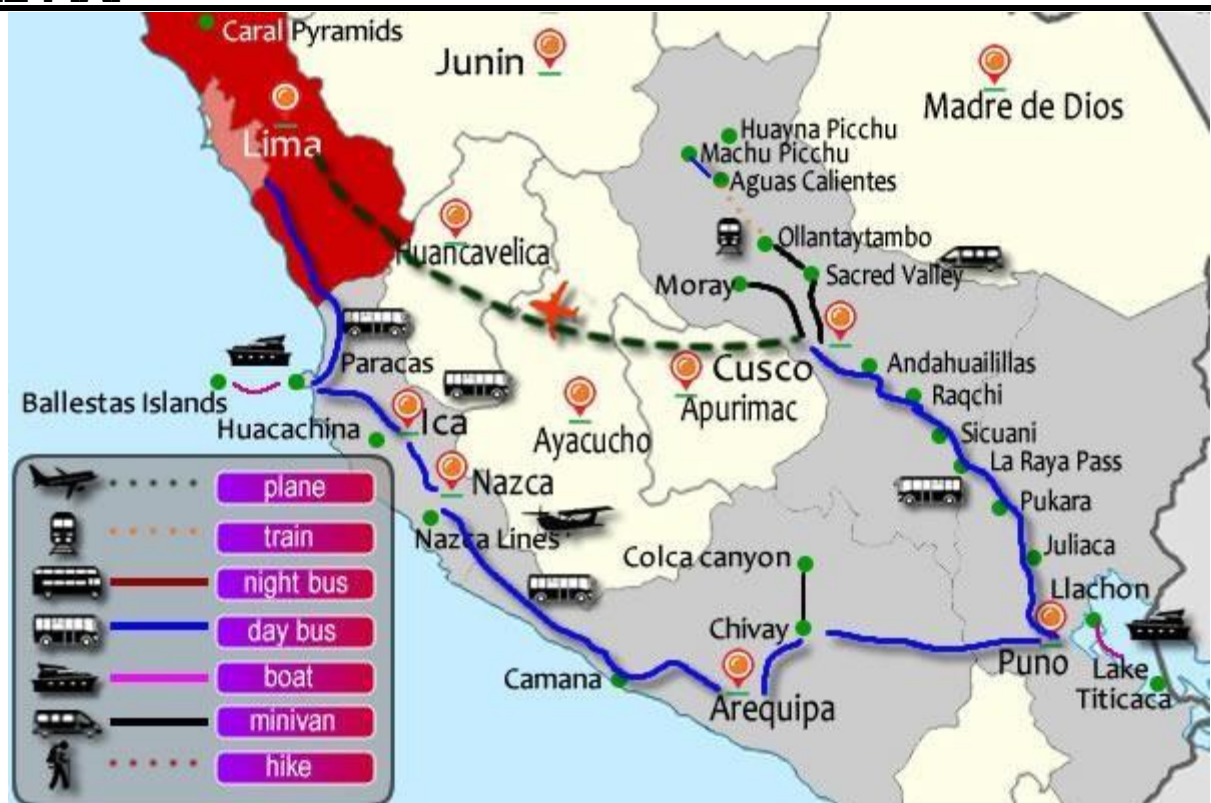 Caral Pyramids
Junin
Madre de Dios
Lima
Huayna Picchu
Machu Picchu
Aguas Calientes
Huancavelica
Ollantaytambo
Sacred Valley
Moray
Paracas
Cusco
Andahuailillas
Ballestas Islands
Apurimac
Raqchi
Huacachina
Ica
Ayacucho
Sicuani
La Raya Pass
Nazca
Pukara
Nazca Lines
Colca canyon
Juliaca
Llachon
Chivay
Puno
Camana
Arequipa
Lake
Titicaca
plane
train
night bus
day bus
boat
minivan
hike